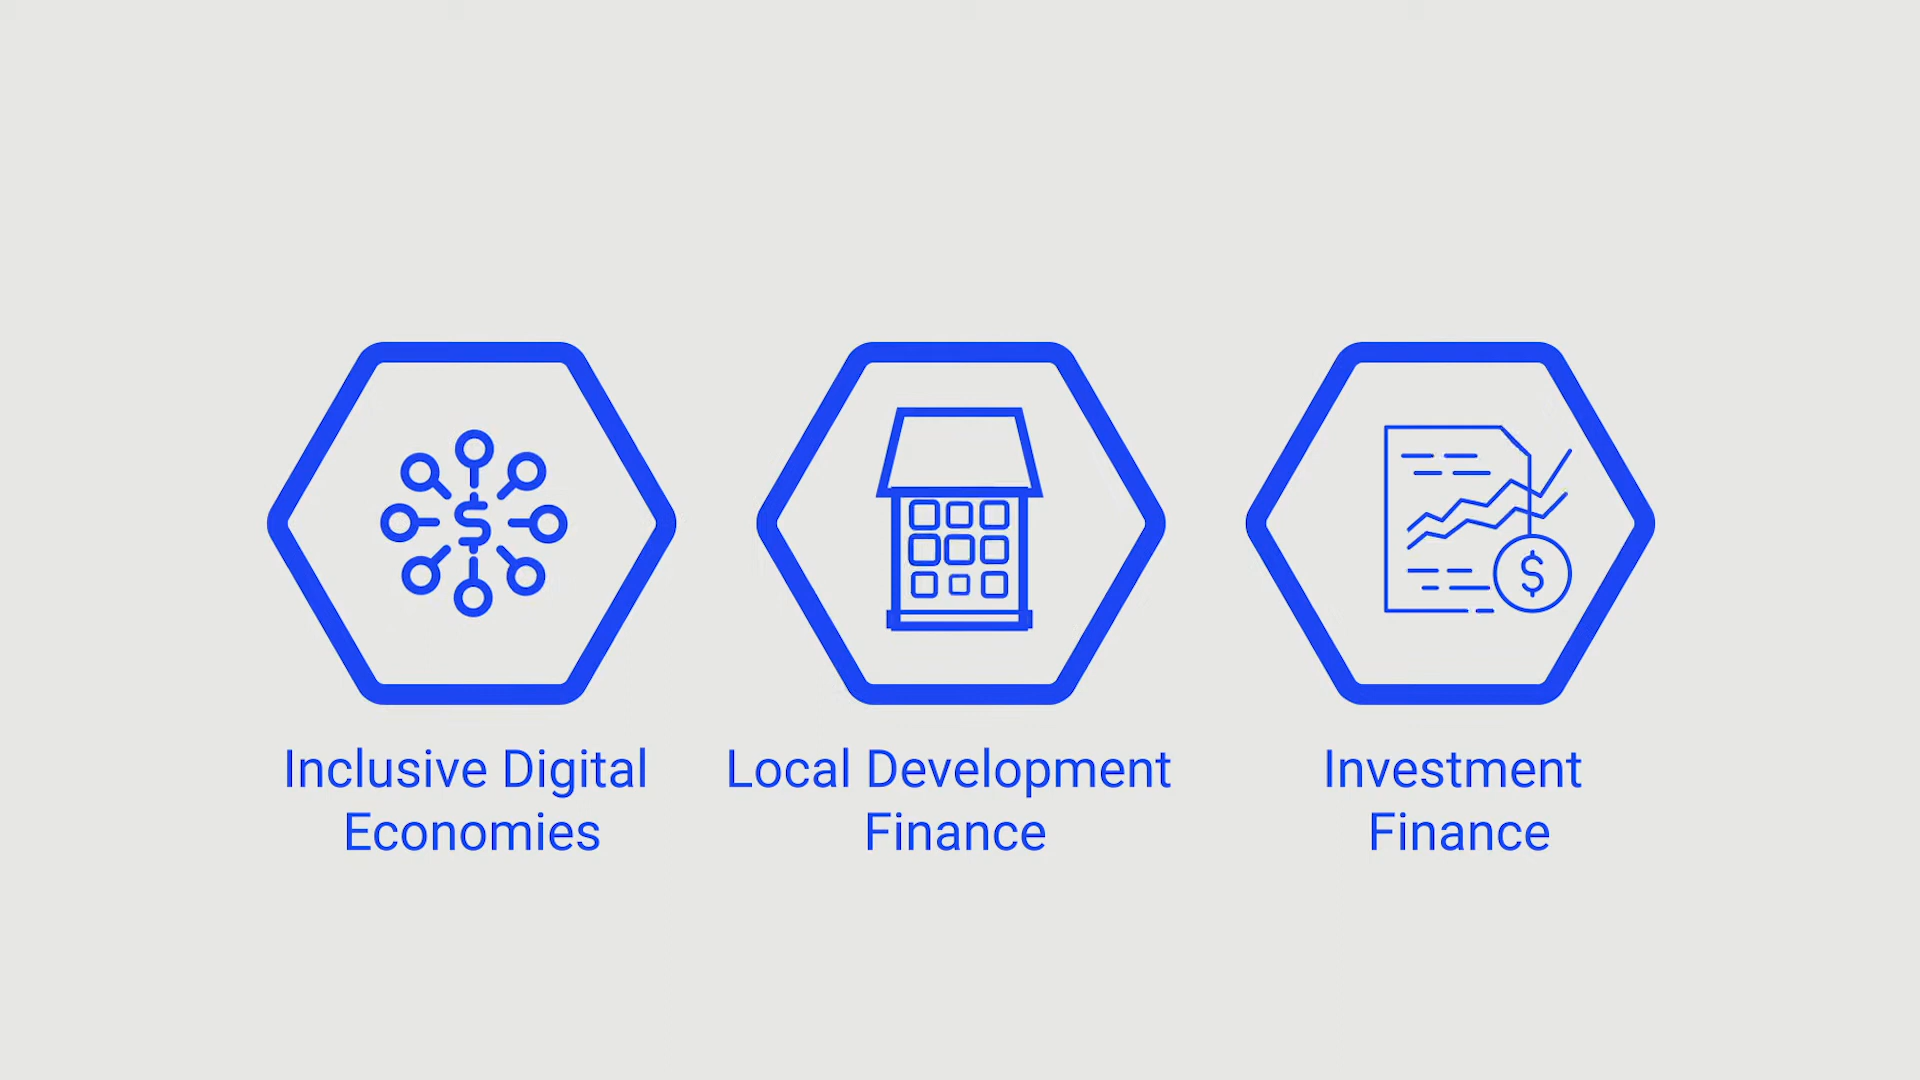 $
$
Inclusive Digital
Economies
Local Development
Finance
Investment
Finance